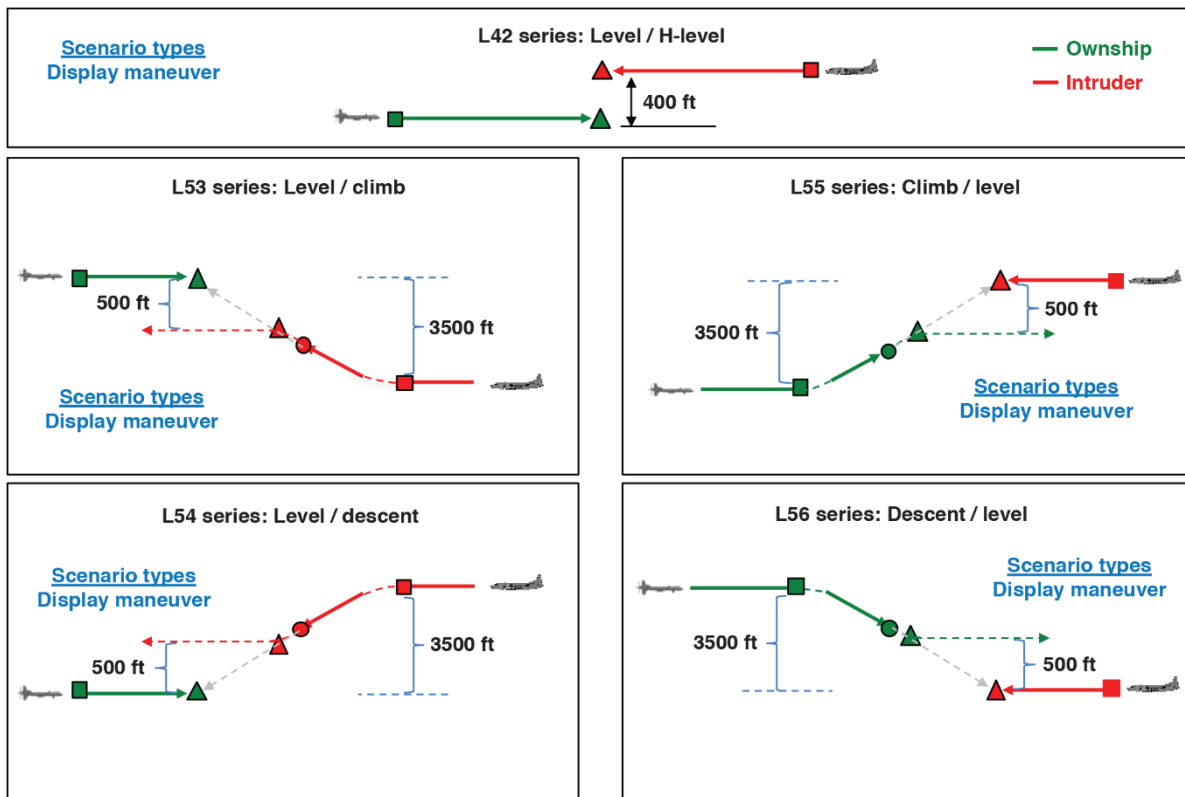 L42 series: Level / H-level
Scenario types
Display maneuver
Ownship
Intruder
400 ft
L53 series: Level / climb
500 ft
3500 ft
Scenario types
Display maneuver
L55 series: Climb / level
3500 ft
500 ft
Scenario types
Display maneuver
L54 series: Level / descent
Scenario types
Display maneuver
500 ft
3500 ft
L56 series: Descent / level
Scenario types
Display maneuver
3500 ft
500 ft